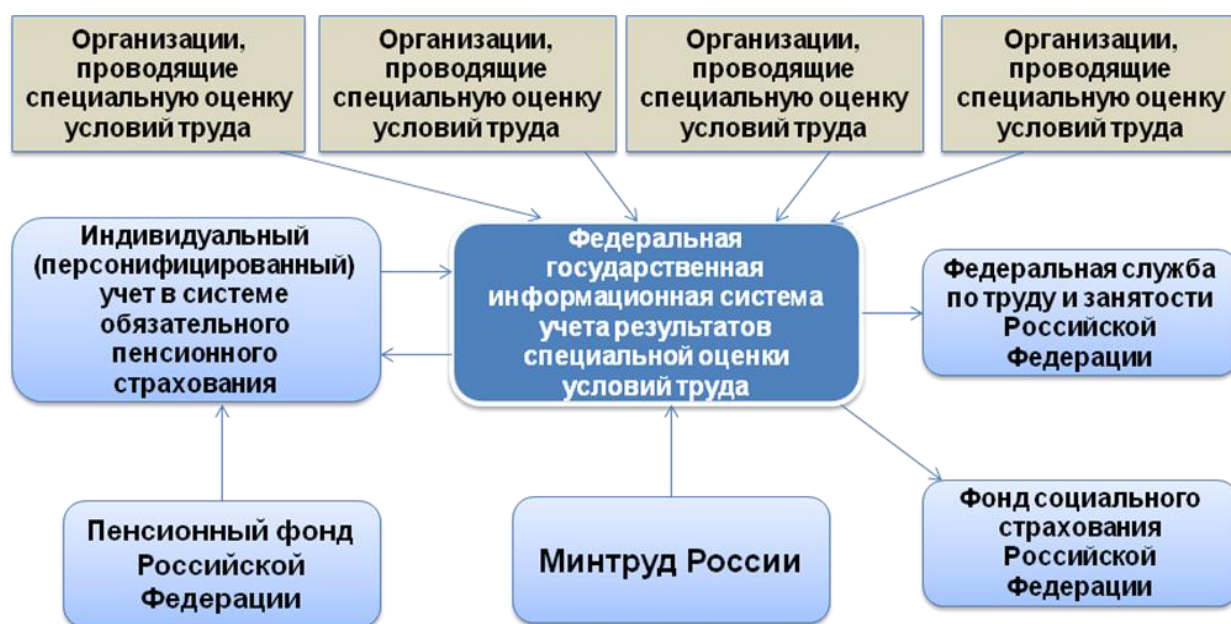 Организации,
проводящие
специальную оценку
условий труда
Организации,
проводящие
специальную оценку
условий труда
Организации,
проводящие
специальную оценку
условий труда
Организации,
проводящие
специальную оценку
условий труда
Индивидуальный
(персонифицированный)
учет в системе
обязательного
пенсионного
страхования
Федеральная
государственная
информационная система
учета результатов
специальной оценки
условий труда
Федеральная служба
по труду и занятости
Российской
Федерации
Пенсионный фонд
Российской
Федерации
Минтруд России
Фонд социального
страхования
Российской
Федерации